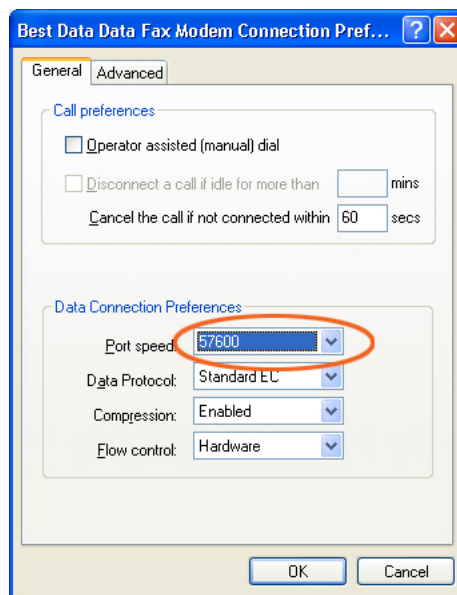 Best Data Data Fax Modem Connection Pref... ?
General Advanced
Call preferences
Operator assisted (manual) dial
Disconnect a call if idle for more than mins
Cancel the call if not connected within 60 secs
Data Connection Preferences
Port speed: 57600
Data Protocol: Standard EC
Compression: Enabled
Flow control: Hardware
OK Cancel